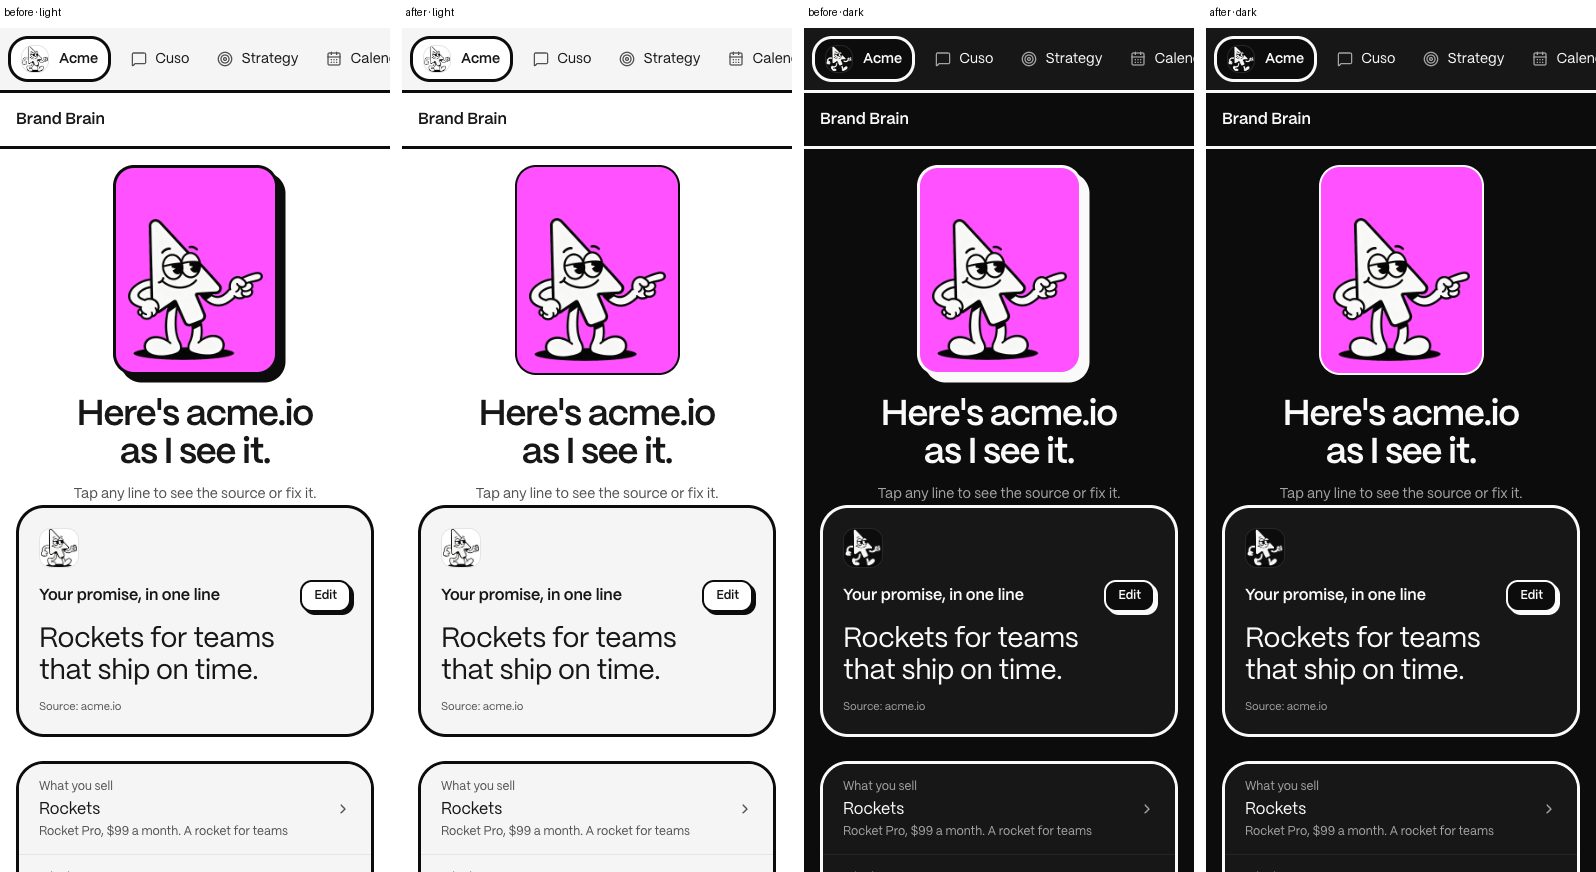 before · light
Acme Cuso Strategy Calen
Brand Brain
Here's acme.io
as I see it.
Tap any line to see the source or fix it.
Your promise, in one line
Edit
Rockets for teams
that ship on time.
Source: acme.io
What you sell
Rockets
Rocket Pro, $99 a month. A rocket for teams
after · light
Acme Cuso Strategy Calen
Brand Brain
Here's acme.io
as I see it.
Tap any line to see the source or fix it.
Your promise, in one line
Edit
Rockets for teams
that ship on time.
Source: acme.io
What you sell
Rockets
Rocket Pro, $99 a month. A rocket for teams
before · dark
Acme Cuso Strategy Calen
Brand Brain
Here's acme.io
as I see it.
Tap any line to see the source or fix it.
Your promise, in one line
Edit
Rockets for teams
that ship on time.
Source: acme.io
What you sell
Rockets
Rocket Pro, $99 a month. A rocket for teams
after · dark
Acme Cuso Strategy Calen
Brand Brain
Here's acme.io
as I see it.
Tap any line to see the source or fix it.
Your promise, in one line
Edit
Rockets for teams
that ship on time.
Source: acme.io
What you sell
Rockets
Rocket Pro, $99 a month. A rocket for teams